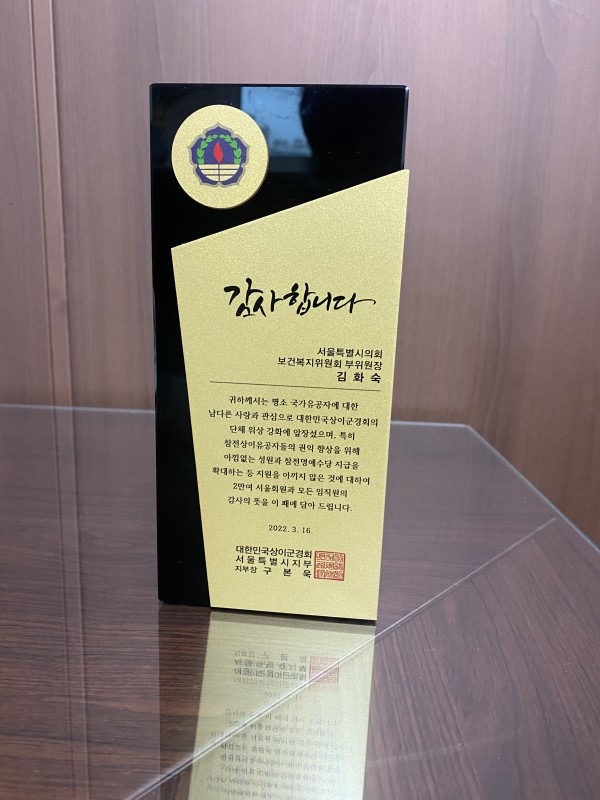 감사합니다
서울특별시의회
보건복지위원회 부위원장
김화숙
귀하께서는 평소 국가유공자에 대한
남다른 사랑과 관심으로 대한민국상이군경회의
단체 위상 강화에 앞장섰으며, 특히
참전상이유공자들의 권익 향상을 위해
아낌없는 성원과 참전명예수당 지급을
확대하는 등 지원을 아끼지 않은 것에 대하여
2만여 서울회원과 모든 임직원의
감사의 뜻을 이 패에 담아 드립니다.
2022. 3. 16.
대한민국상이군경회
서울특별시지부
지부장 구본욱